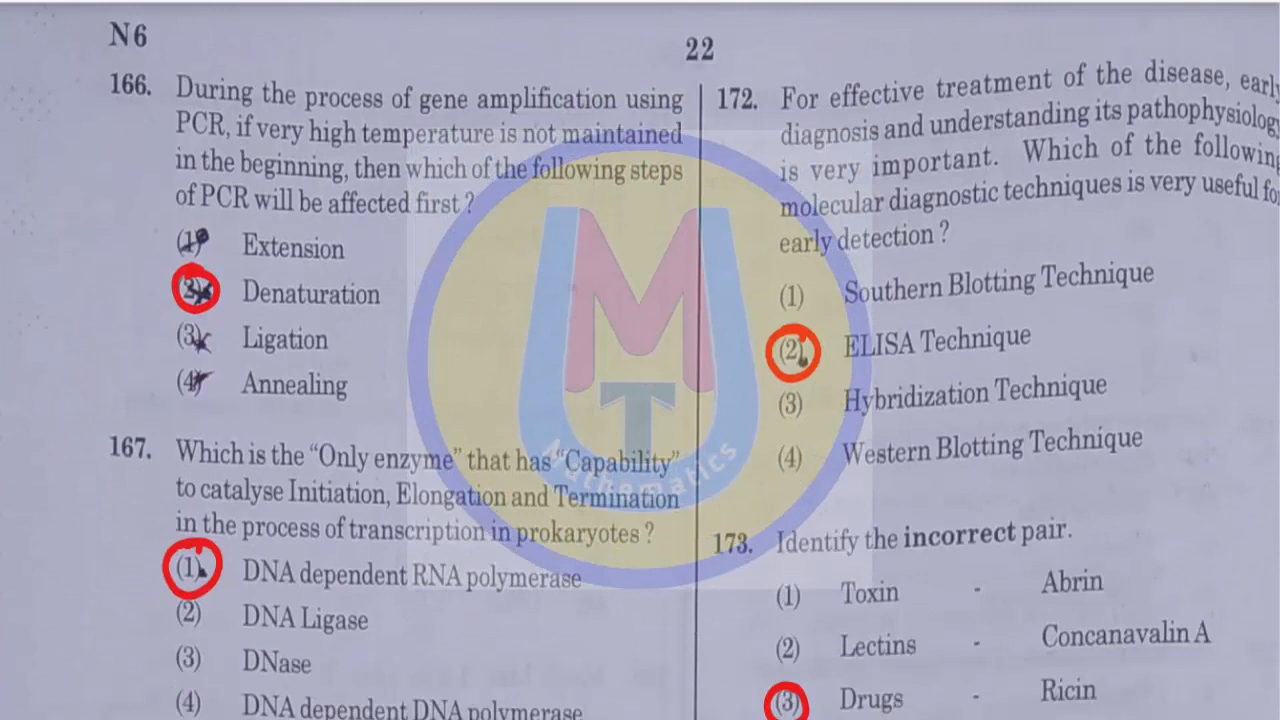 N6
22
166. During the process of gene amplification using
PCR, if very high temperature is not maintained
in the beginning, then which of the following steps
of PCR will be affected first ?
(1) Extension
(2) Denaturation
(3) Ligation
(4) Annealing
167. Which is the “Only enzyme” that has “Capability”
to catalyse Initiation, Elongation and Termination
in the process of transcription in prokaryotes ?
(1) DNA dependent RNA polymerase
(2) DNA Ligase
(3) DNase
(4) DNA dependent DNA polymerase
172. For effective treatment of the disease, early
diagnosis and understanding its pathophysiology
is very important. Which of the following
molecular diagnostic techniques is very useful for
early detection ?
(1) Southern Blotting Technique
(2) ELISA Technique
(3) Hybridization Technique
(4) Western Blotting Technique
173. Identify the incorrect pair.
(1) Toxin - Abrin
(2) Lectins - Concanavalin A
(3) Drugs - Ricin
MTU
Mathematics